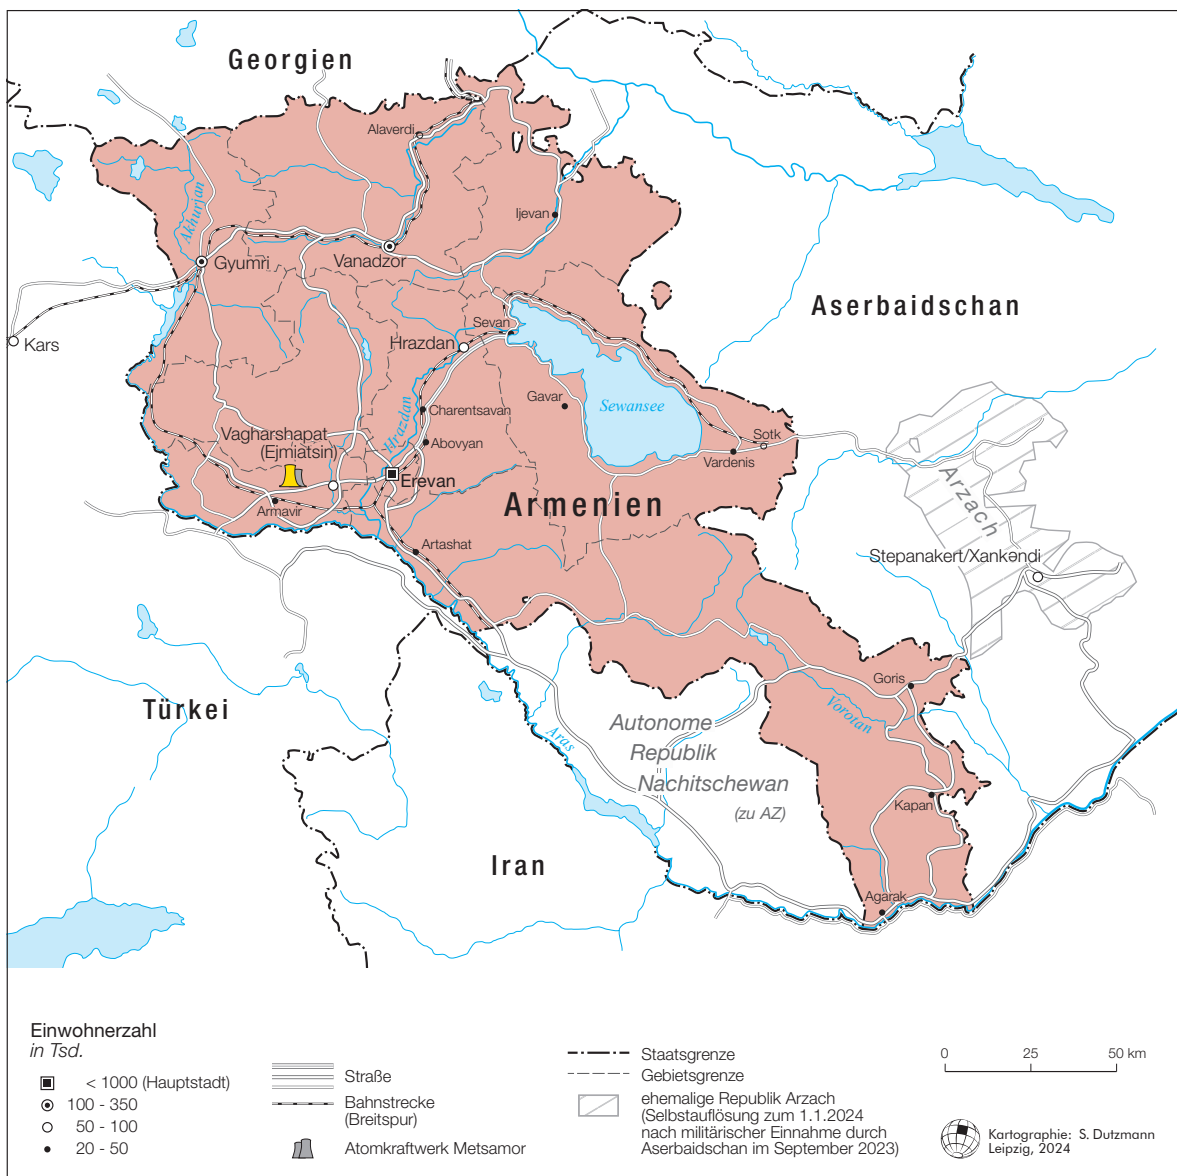 Georgien
Alaverdi
Akhurjan
Ijevan
Gyumri
Vanadzor
Aserbaidschan
Sevan
Kars
Hrazdan
Gavar
Sewansee
Charentsavan
Hrazdan
Vagharshapat
(Ejmiatsin)
Abovyan
Sotk
Vardenis
Erevan
Armenien
Arzach
Armavir
Artashat
Stepanakert/Xankəndi
Goris
Türkei
Vorotan
Autonome
Republik
Nachitschewan
(zu AZ)
Aras
Kapan
Iran
Agarak
Einwohnerzahl
in Tsd.
< 1000 (Hauptstadt)
100 - 350
50 - 100
20 - 50
Straße
Bahnstrecke
(Breitspur)
Atomkraftwerk Metsamor
Staatsgrenze
Gebietsgrenze
ehemalige Republik Arzach
(Selbstauflösung zum 1.1.2024
nach militärischer Einnahme durch
Aserbaidschan im September 2023)
0 25 50 km
Kartographie: S. Dutzmann
Leipzig, 2024